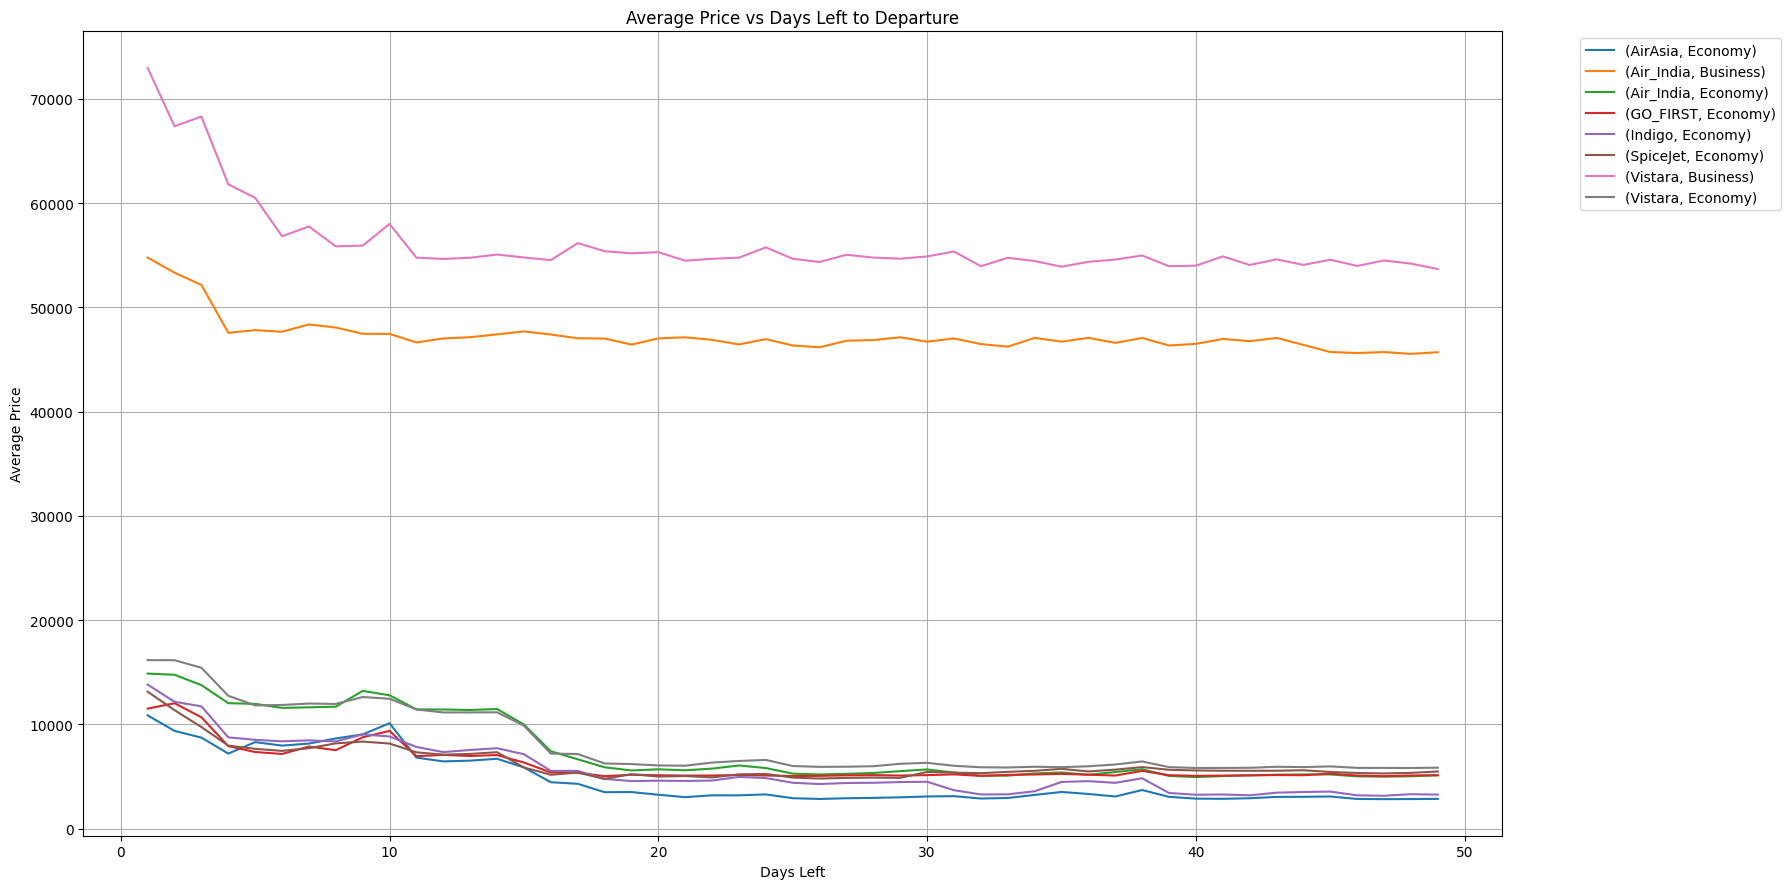 Average Price vs Days Left to Departure
(AirAsia, Economy)
(Air_India, Business)
(Air_India, Economy)
(GO_FIRST, Economy)
(Indigo, Economy)
(SpiceJet, Economy)
(Vistara, Business)
(Vistara, Economy)
Average Price
70000
60000
50000
40000
30000
20000
10000
0
0 10 20 30 40 50
Days Left